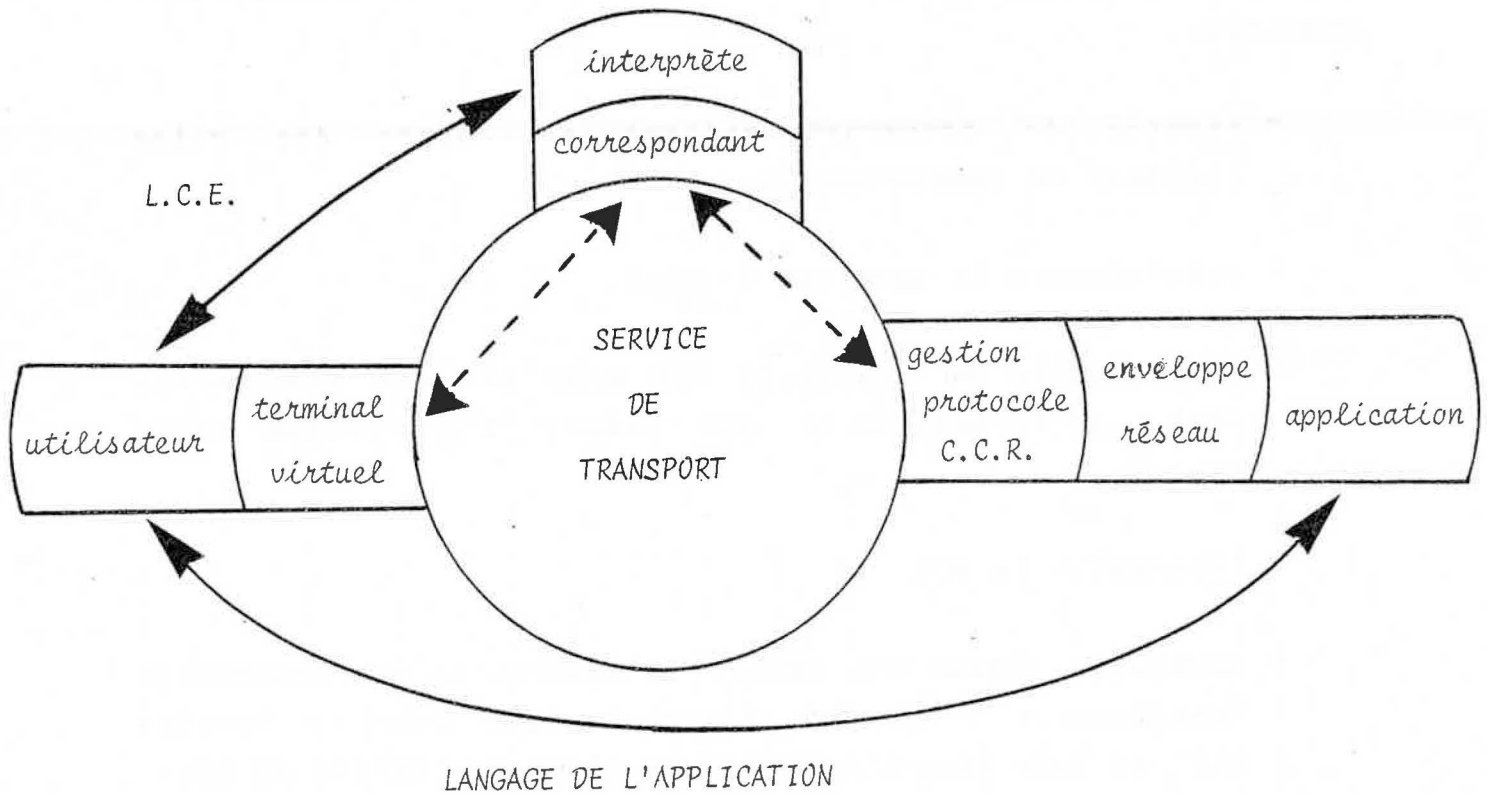 interprète
correspondant
L.C.E.
SERVICE
DE
TRANSPORT
utilisateur
terminal
virtuel
gestion
protocole
C.C.R.
enveloppe
réseau
application
LANGAGE DE L'APPLICATION